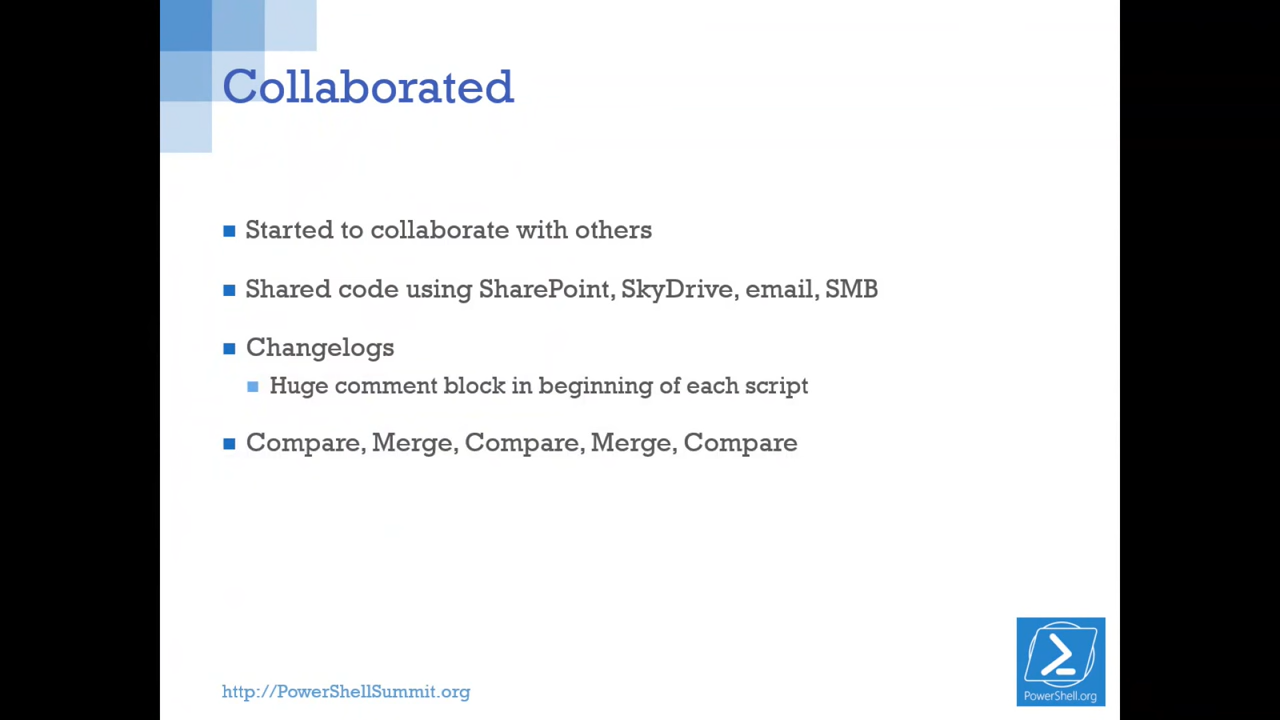 Collaborated
Started to collaborate with others
Shared code using SharePoint, SkyDrive, email, SMB
Changelogs
Huge comment block in beginning of each script
Compare, Merge, Compare, Merge, Compare
http://PowerShellSummit.org
PowerShell.org